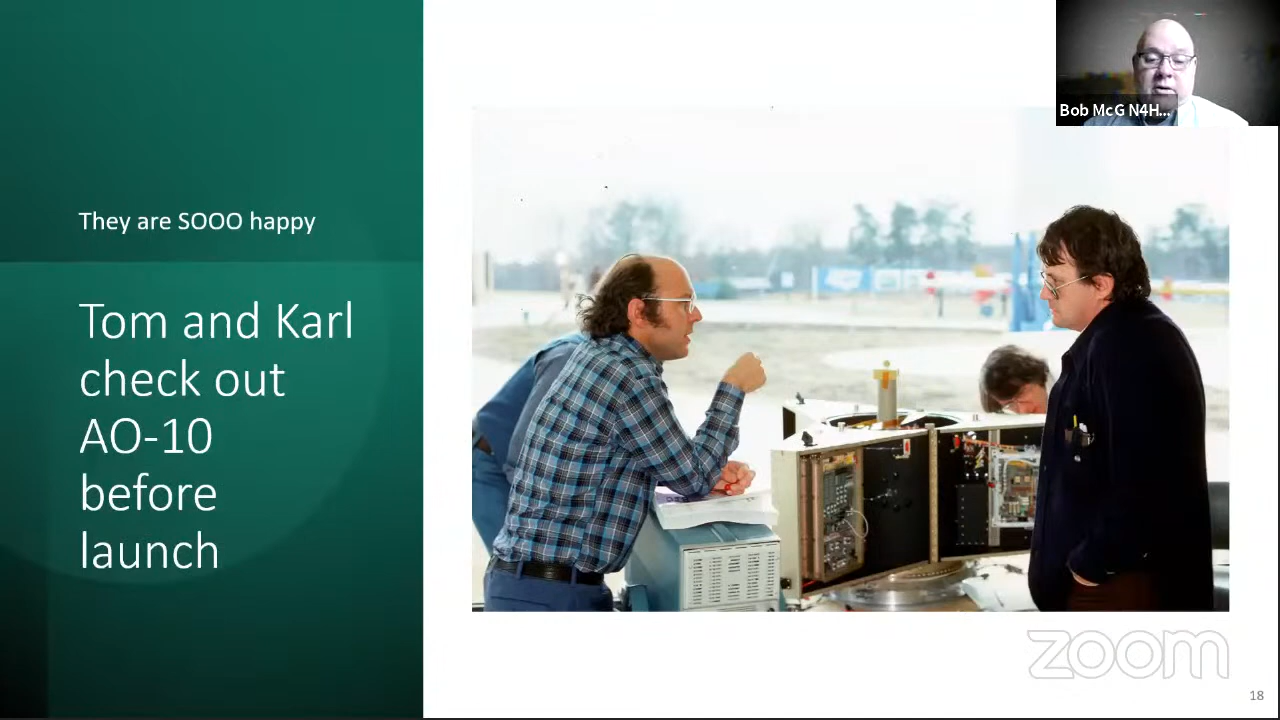 They are SOOO happy
Tom and Karl
check out
AO-10
before
launch
Bob McG N4H...
zoom
18